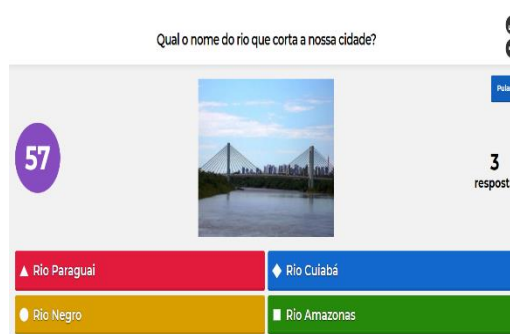 Qual o nome do rio que corta a nossa cidade?
57
3
Rio Paraguai
Rio Cuiabá
Rio Negro
Rio Amazonas